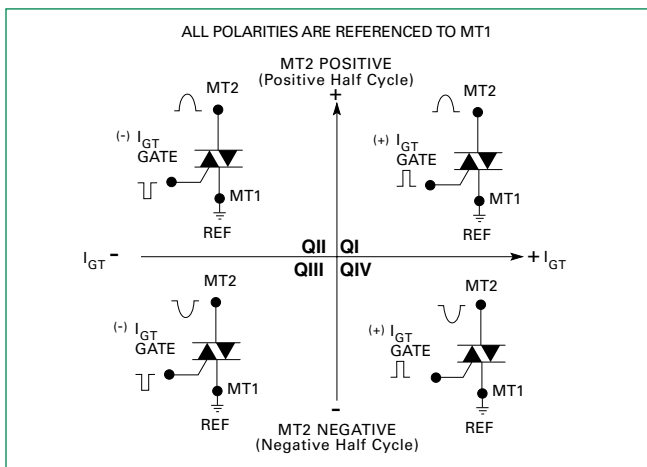 ALL POLARITIES ARE REFERENCED TO MT1
MT2 POSITIVE
(Positive Half Cycle)
+
MT2
(-) IGT
GATE
MT1
REF
MT2
(+) IGT
GATE
MT1
REF
IGT -
QII QI
QIII QIV
+ IGT
MT2
(-) IGT
GATE
MT1
REF
MT2
(+) IGT
GATE
MT1
REF
-
MT2 NEGATIVE
(Negative Half Cycle)